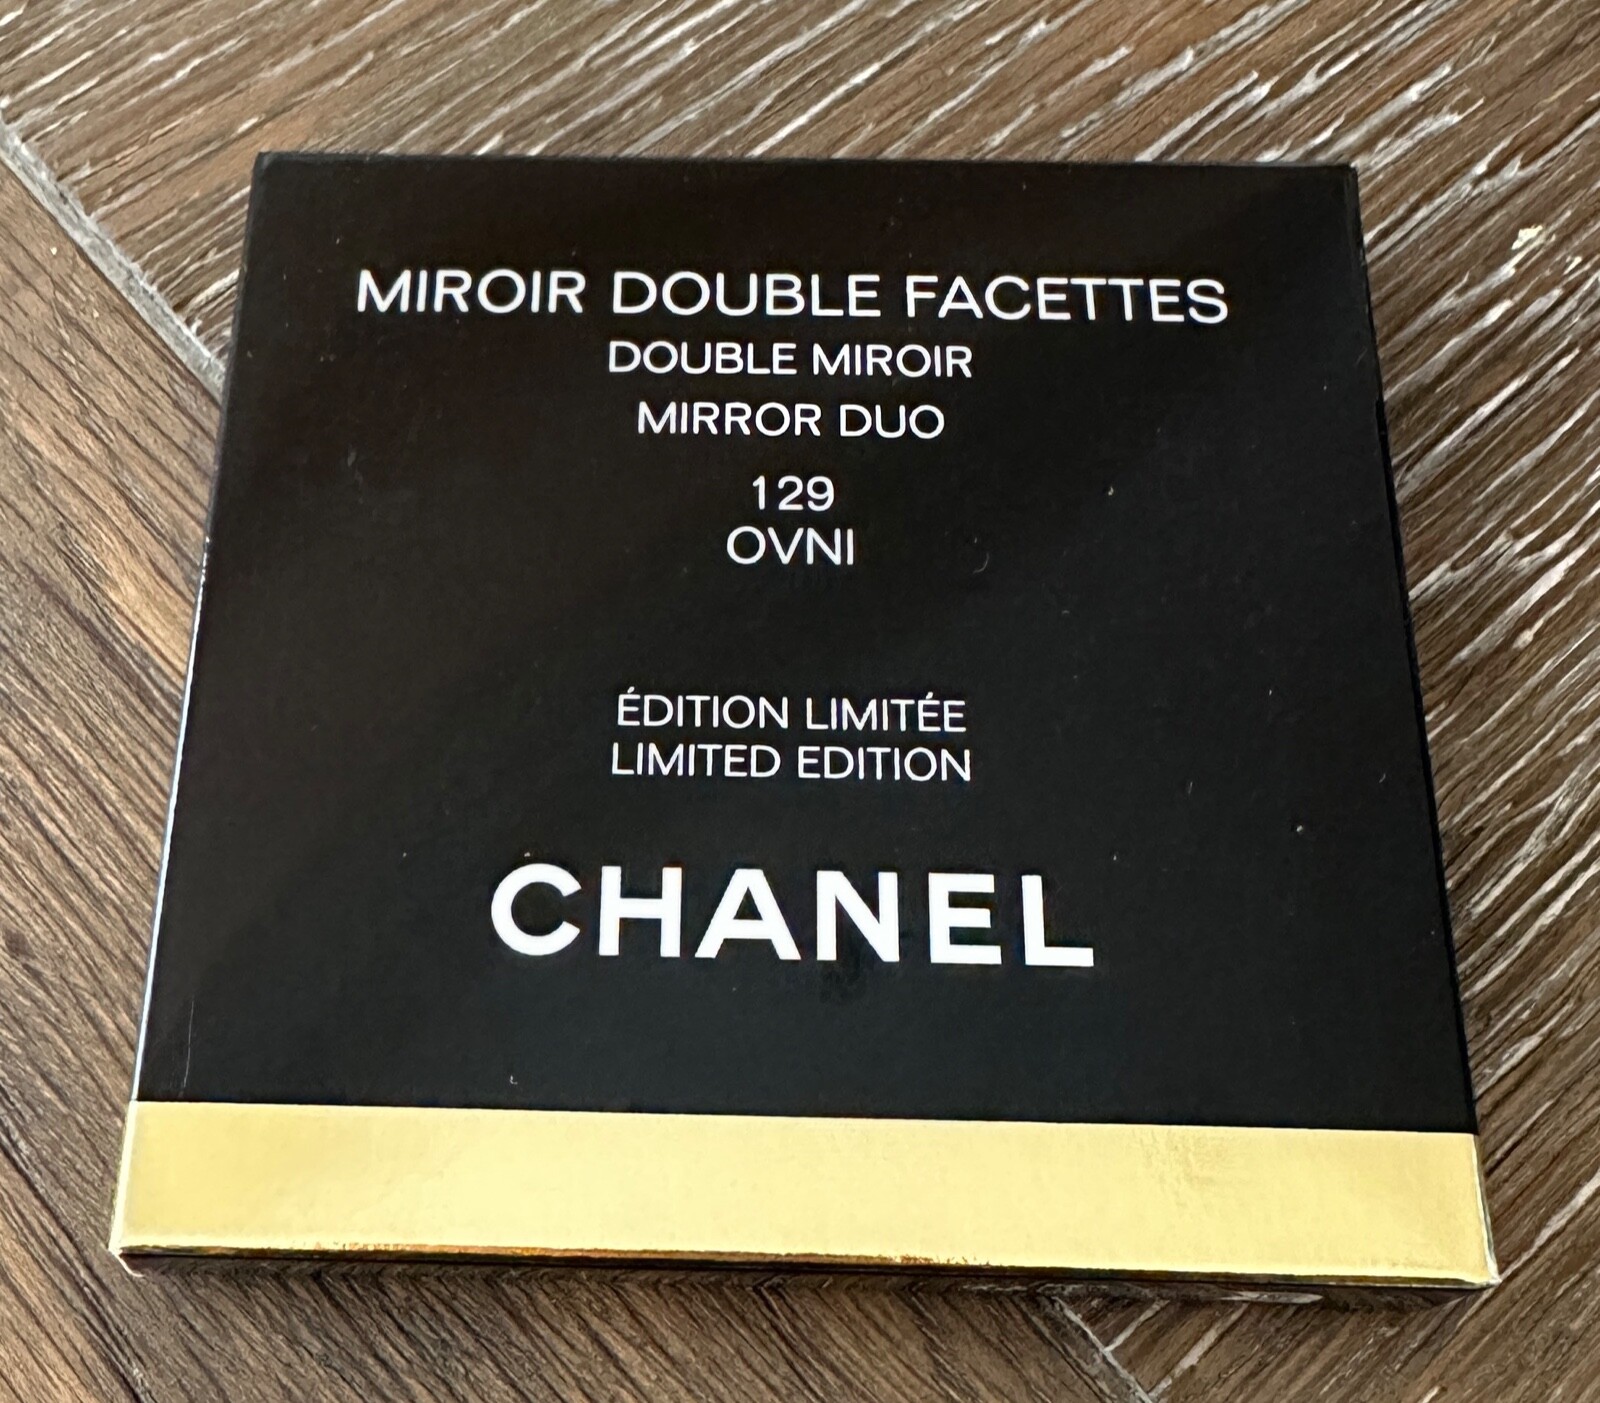 MIROIR DOUBLE FACETTES
DOUBLE MIROIR
MIRROR DUO
129
OVNI
ÉDITION LIMITÉE
LIMITED EDITION
CHANEL